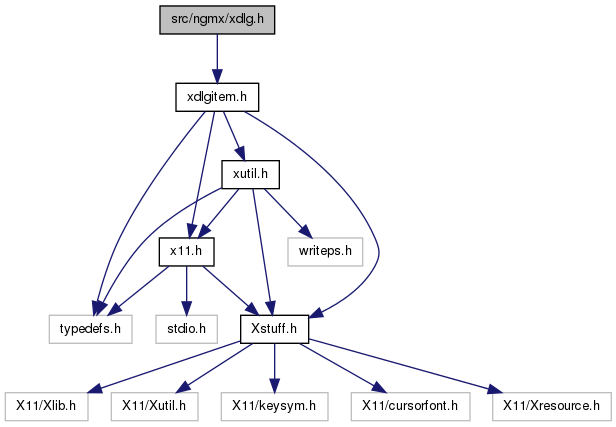 src/ngmx/xdlg.h
xdlgitem.h
xutil.h
x11.h
writeps.h
typedefs.h
stdio.h
Xstuff.h
X11/Xlib.h
X11/Xutil.h
X11/keysym.h
X11/cursorfont.h
X11/Xresource.h